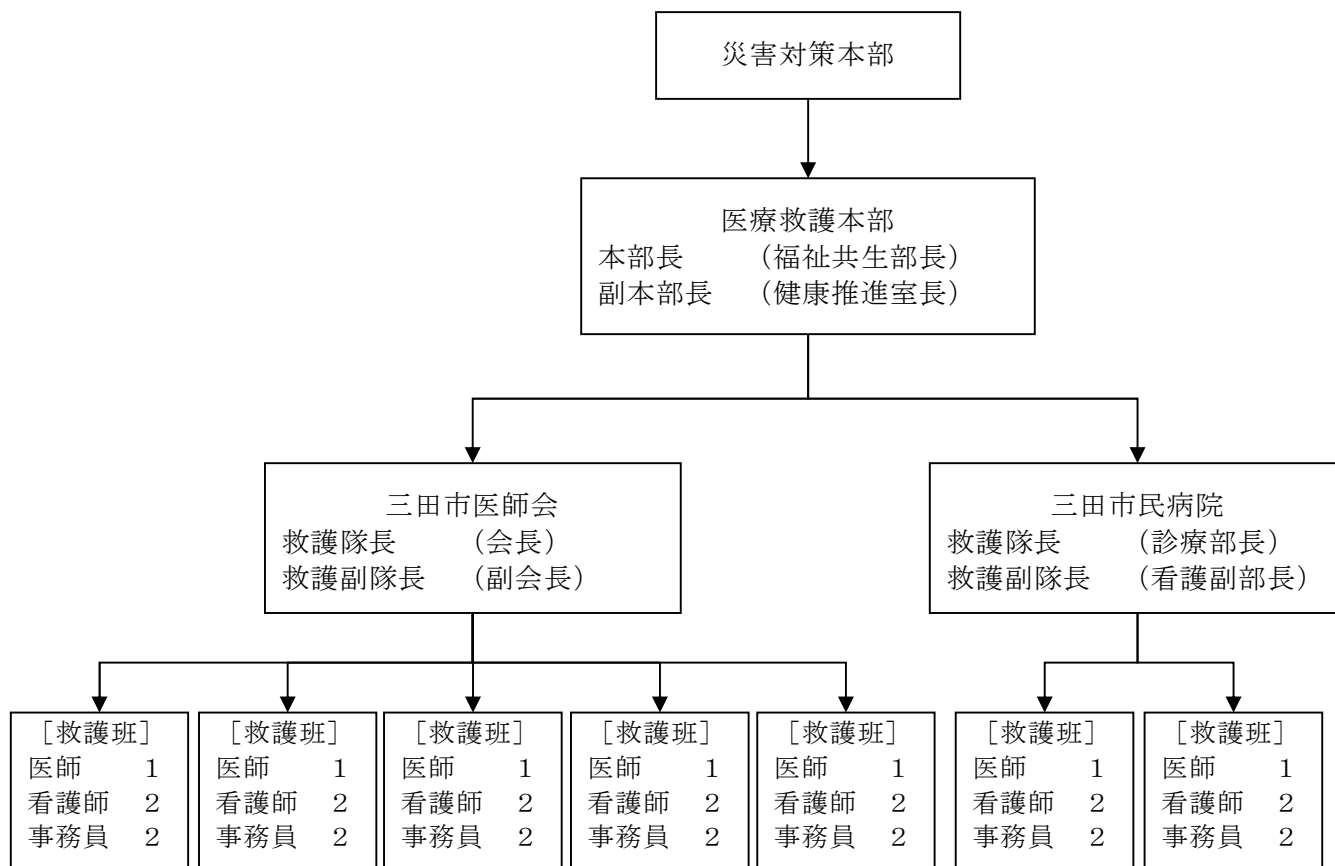 災害対策本部
医療救護本部
本部長　　（福祉共生部長）
副本部長　（健康推進室長）
三田市医師会
救護隊長　　（会長）
救護副隊長　（副会長）
三田市民病院
救護隊長　　（診療部長）
救護副隊長　（看護副部長）
［救護班］
医師　　１
看護師　２
事務員　２
［救護班］
医師　　１
看護師　２
事務員　２
［救護班］
医師　　１
看護師　２
事務員　２
［救護班］
医師　　１
看護師　２
事務員　２
［救護班］
医師　　１
看護師　２
事務員　２
［救護班］
医師　　１
看護師　２
事務員　２
［救護班］
医師　　１
看護師　２
事務員　２